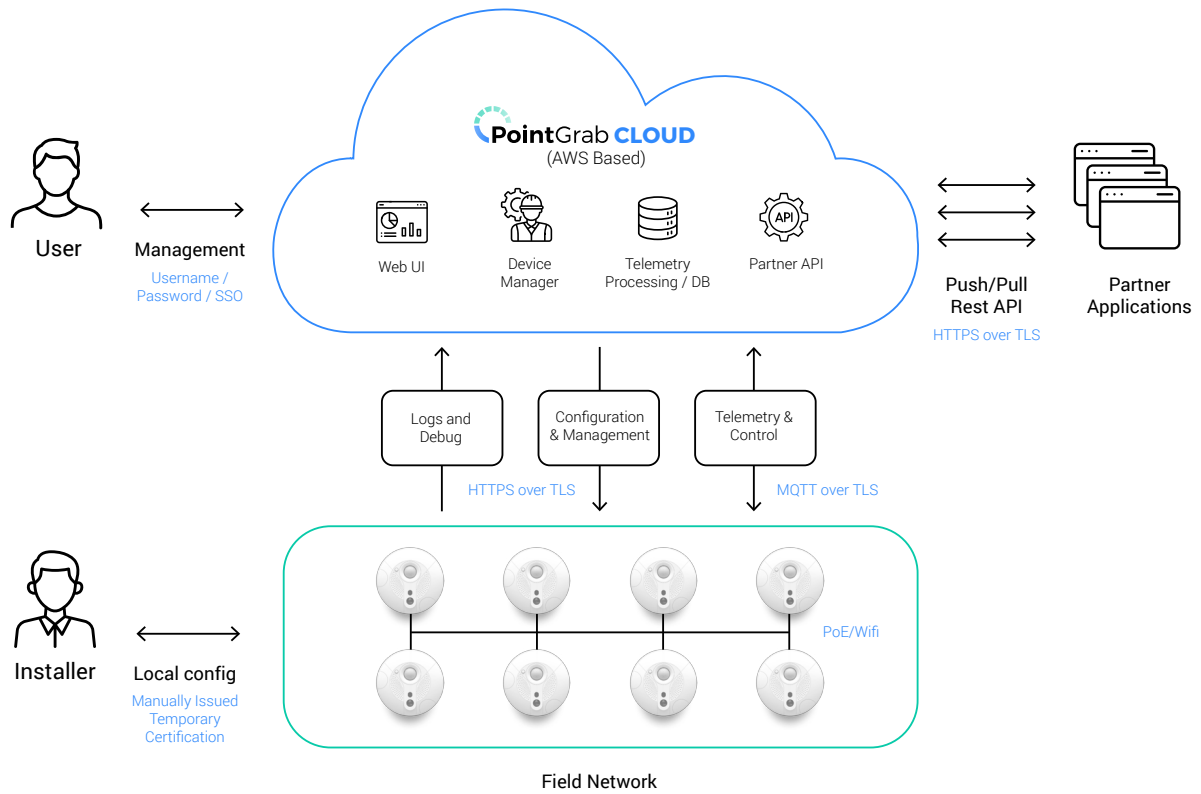 PointGrab CLOUD
(AWS Based)
User
Management
Username /
Password / SSO
Web UI
Device
Manager
Telemetry
Processing / DB
API
Partner API
Push/Pull
Rest API
HTTPS over TLS
Partner
Applications
Logs and
Debug
Configuration
& Management
Telemetry &
Control
HTTPS over TLS
MQTT over TLS
Installer
Local config
Manually Issued
Temporary
Certification
PoE/Wifi
Field Network